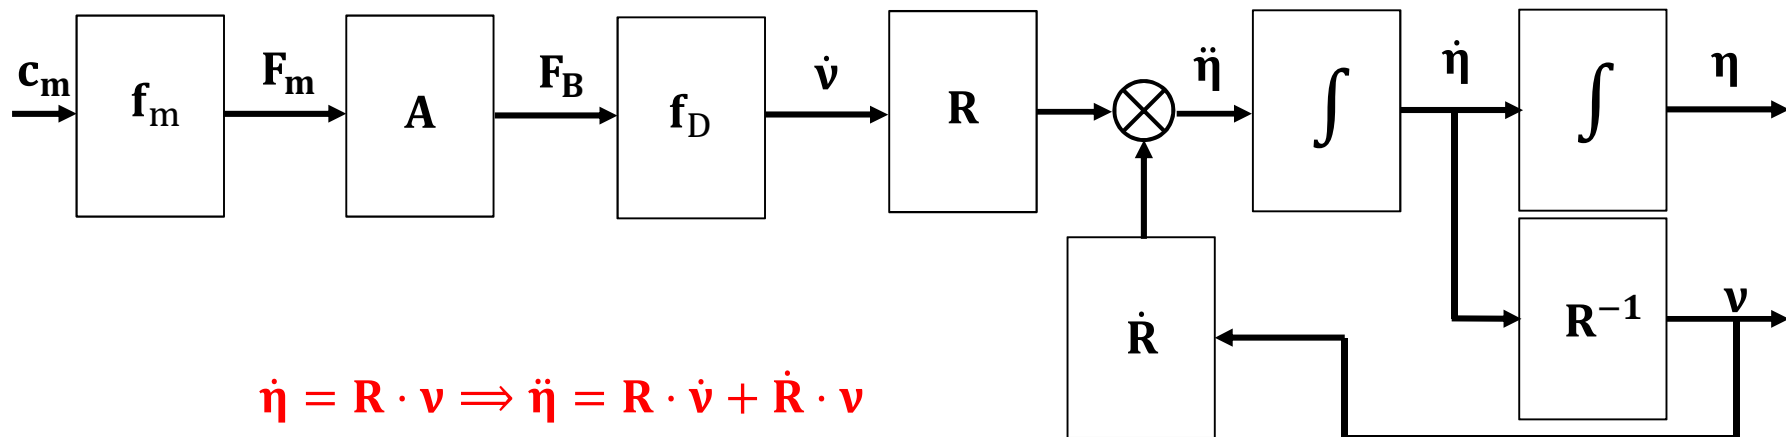 c_m
f_m
F_m
A
F_B
f_D
ν̇
R
η̈
∫
η̇
∫
η
Ṙ
R⁻¹
ν
η̇ = R · ν ⟹ η̈ = R · ν̇ + Ṙ · ν